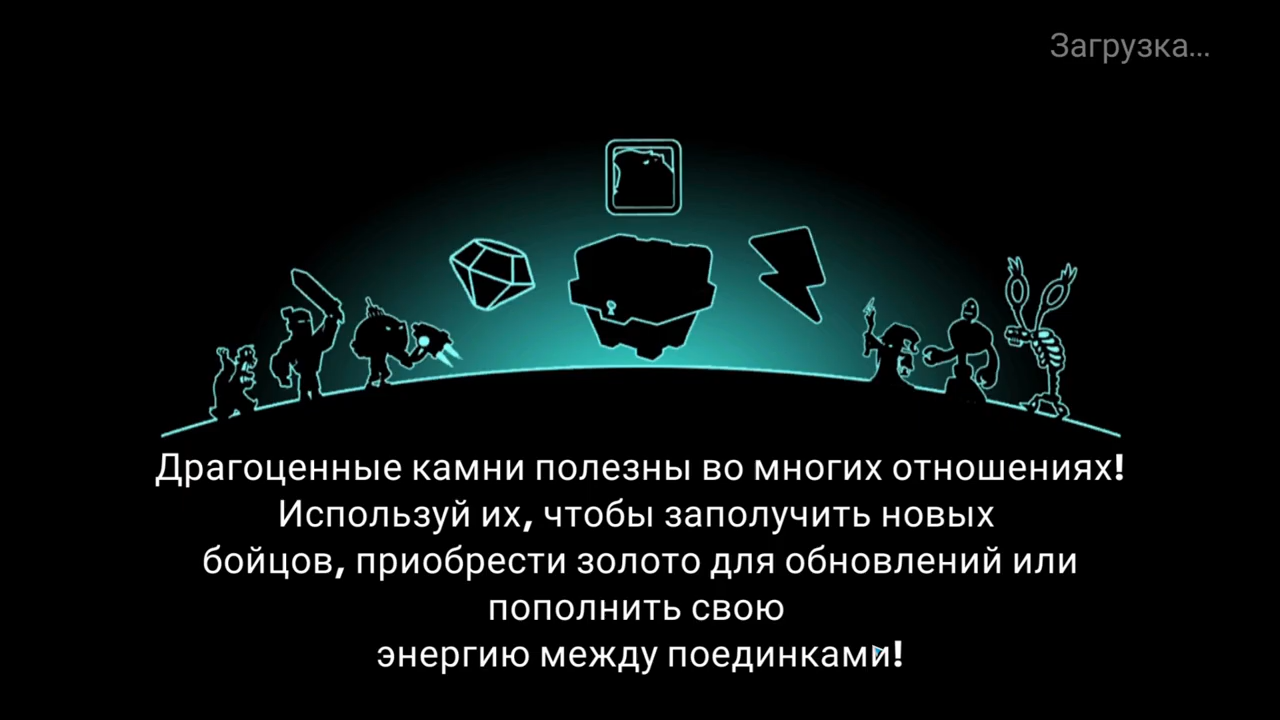 Загрузка...
Драгоценные камни полезны во многих отношениях!
Используй их, чтобы заполучить новых
бойцов, приобрести золото для обновлений или
пополнить свою
энергию между поединками!